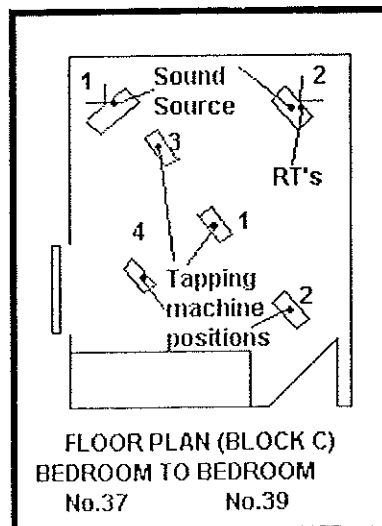 1 Sound 2
Source
3
RT's
4 1
Tapping
machine 2
positions
FLOOR PLAN (BLOCK C)
BEDROOM TO BEDROOM
No.37 No.39